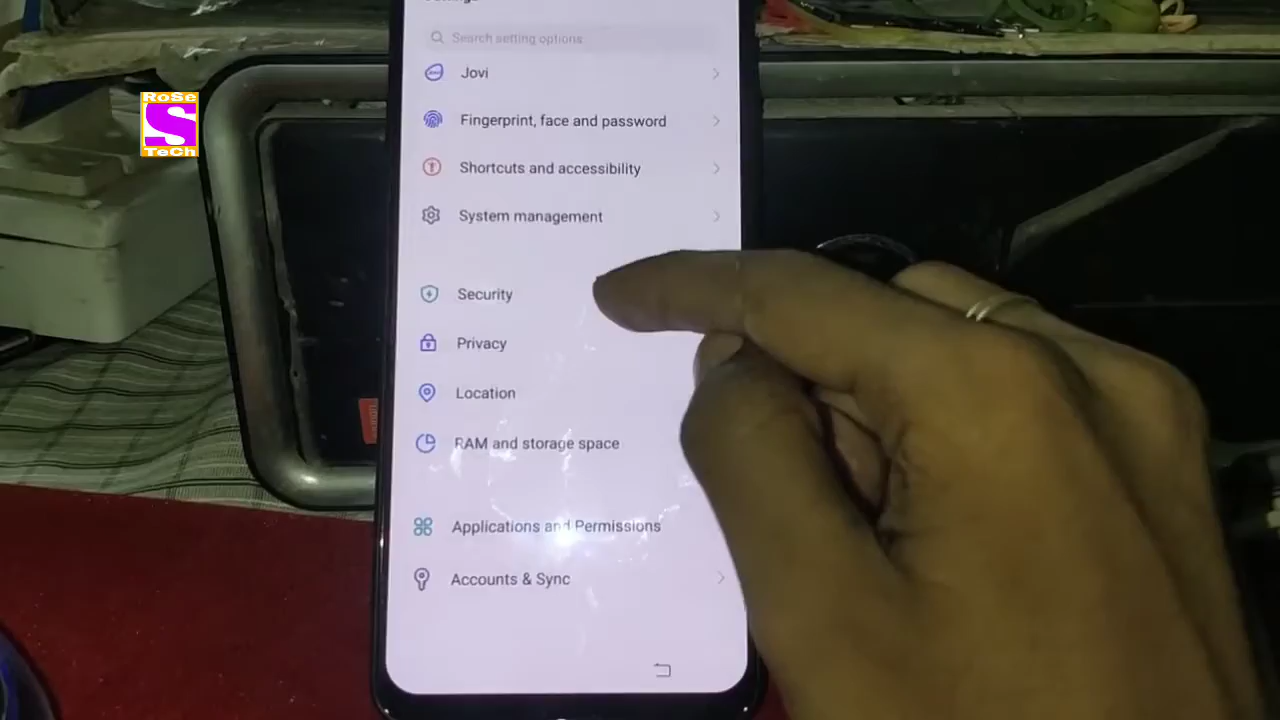 Search setting options
Jovi
Fingerprint, face and password
Shortcuts and accessibility
System management
Security
Privacy
Location
RAM and storage space
Applications and Permissions
Accounts & Sync
RoSe
S
TeCh